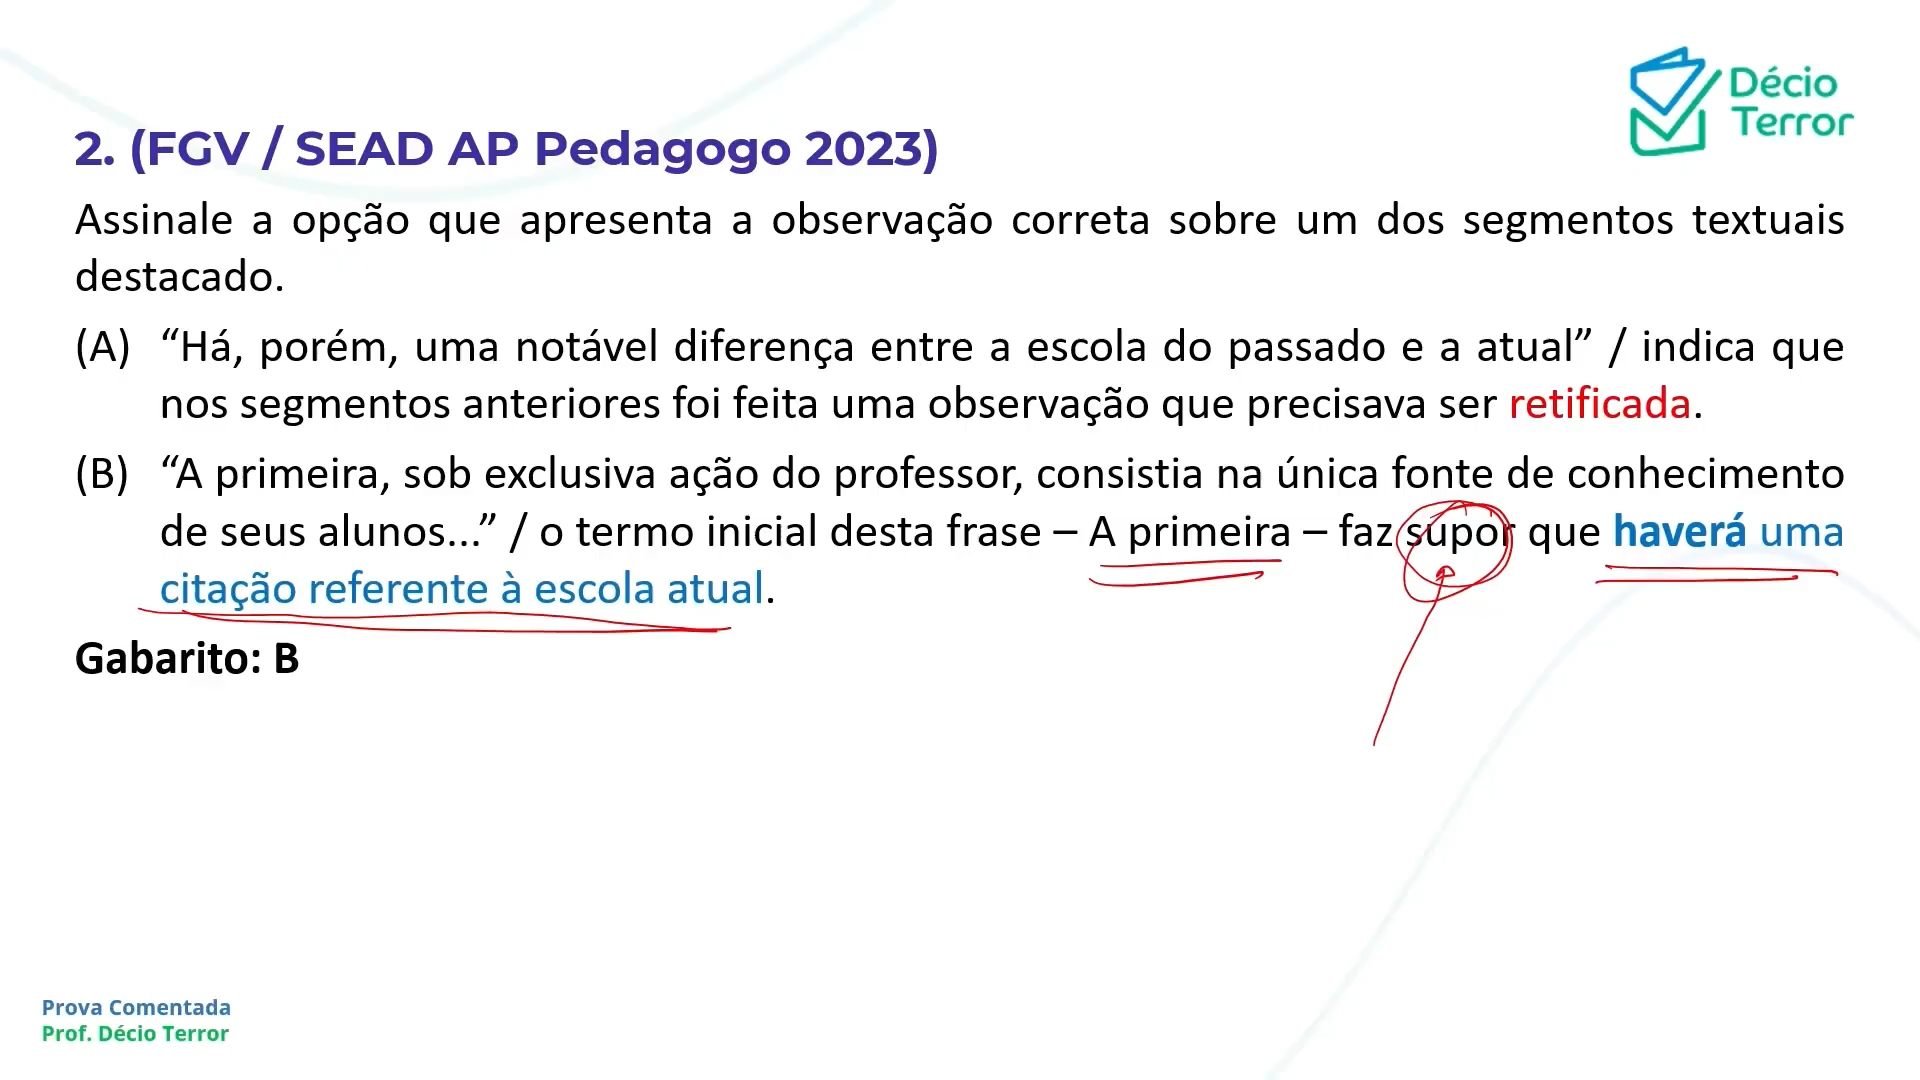 Décio
Terror
2. (FGV / SEAD AP Pedagogo 2023)
Assinale a opção que apresenta a observação correta sobre um dos segmentos textuais
destacado.
(A) “Há, porém, uma notável diferença entre a escola do passado e a atual” / indica que
nos segmentos anteriores foi feita uma observação que precisava ser retificada.
(B) “A primeira, sob exclusiva ação do professor, consistia na única fonte de conhecimento
de seus alunos...” / o termo inicial desta frase – A primeira – faz supor que haverá uma
citação referente à escola atual.
Gabarito: B
Prova Comentada
Prof. Décio Terror